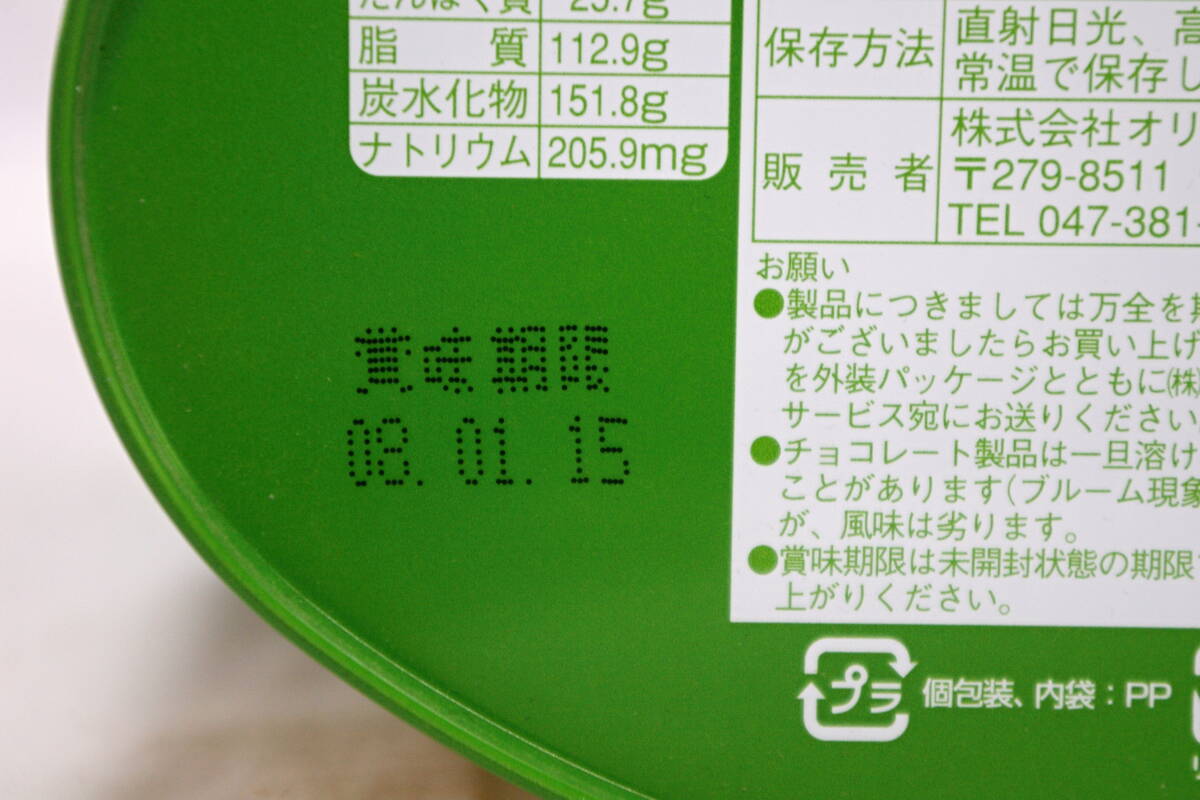 たんぱく質 25.7g
脂質 112.9g
炭水化物 151.8g
ナトリウム 205.9mg
賞味期限
08.01.15
保存方法 直射日光、高
常温で保存し
販売者 株式会社オリ
〒279-8511
TEL 047-381-
お願い
●製品につきましては万全を期
がございましたらお買い上げ
を外装パッケージとともに㈱
サービス宛にお送りください
●チョコレート製品は一旦溶け
ことがあります(ブルーム現象
が、風味は劣ります。
●賞味期限は未開封状態の期限
上がりください。
プラ 個包装、内袋：PP